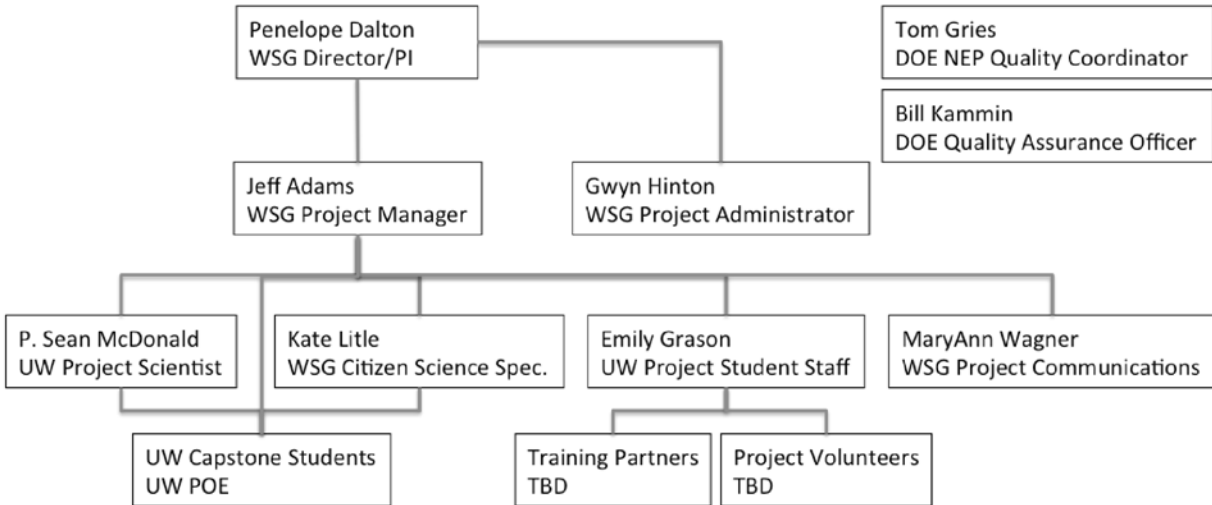 Penelope Dalton
WSG Director/PI
Tom Gries
DOE NEP Quality Coordinator
Bill Kammin
DOE Quality Assurance Officer
Jeff Adams
WSG Project Manager
Gwyn Hinton
WSG Project Administrator
P. Sean McDonald
UW Project Scientist
Kate Litle
WSG Citizen Science Spec.
Emily Grason
UW Project Student Staff
MaryAnn Wagner
WSG Project Communications
UW Capstone Students
UW POE
Training Partners
TBD
Project Volunteers
TBD